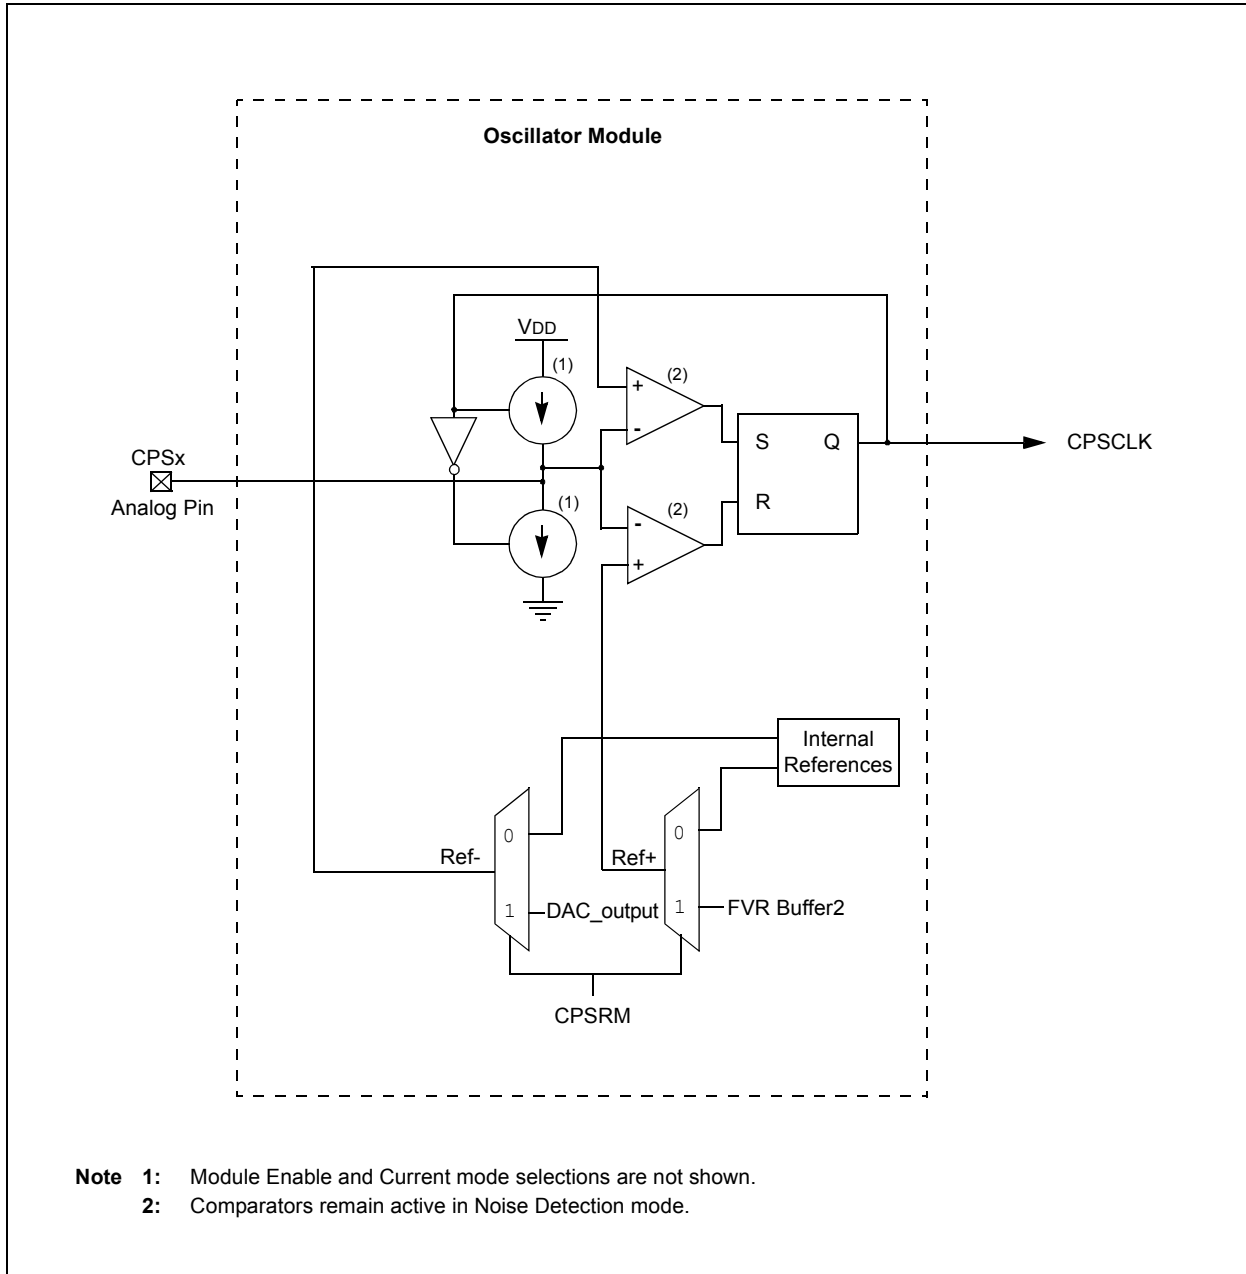 Oscillator Module
VDD
(1)
(2)
+
-
S
Q
CPSCLK
CPSx
Analog Pin
R
(1)
(2)
-
+
Internal
References
0
0
Ref-
Ref+
1
DAC_output
1
FVR Buffer2
CPSRM
Note 1: Module Enable and Current mode selections are not shown.
2: Comparators remain active in Noise Detection mode.